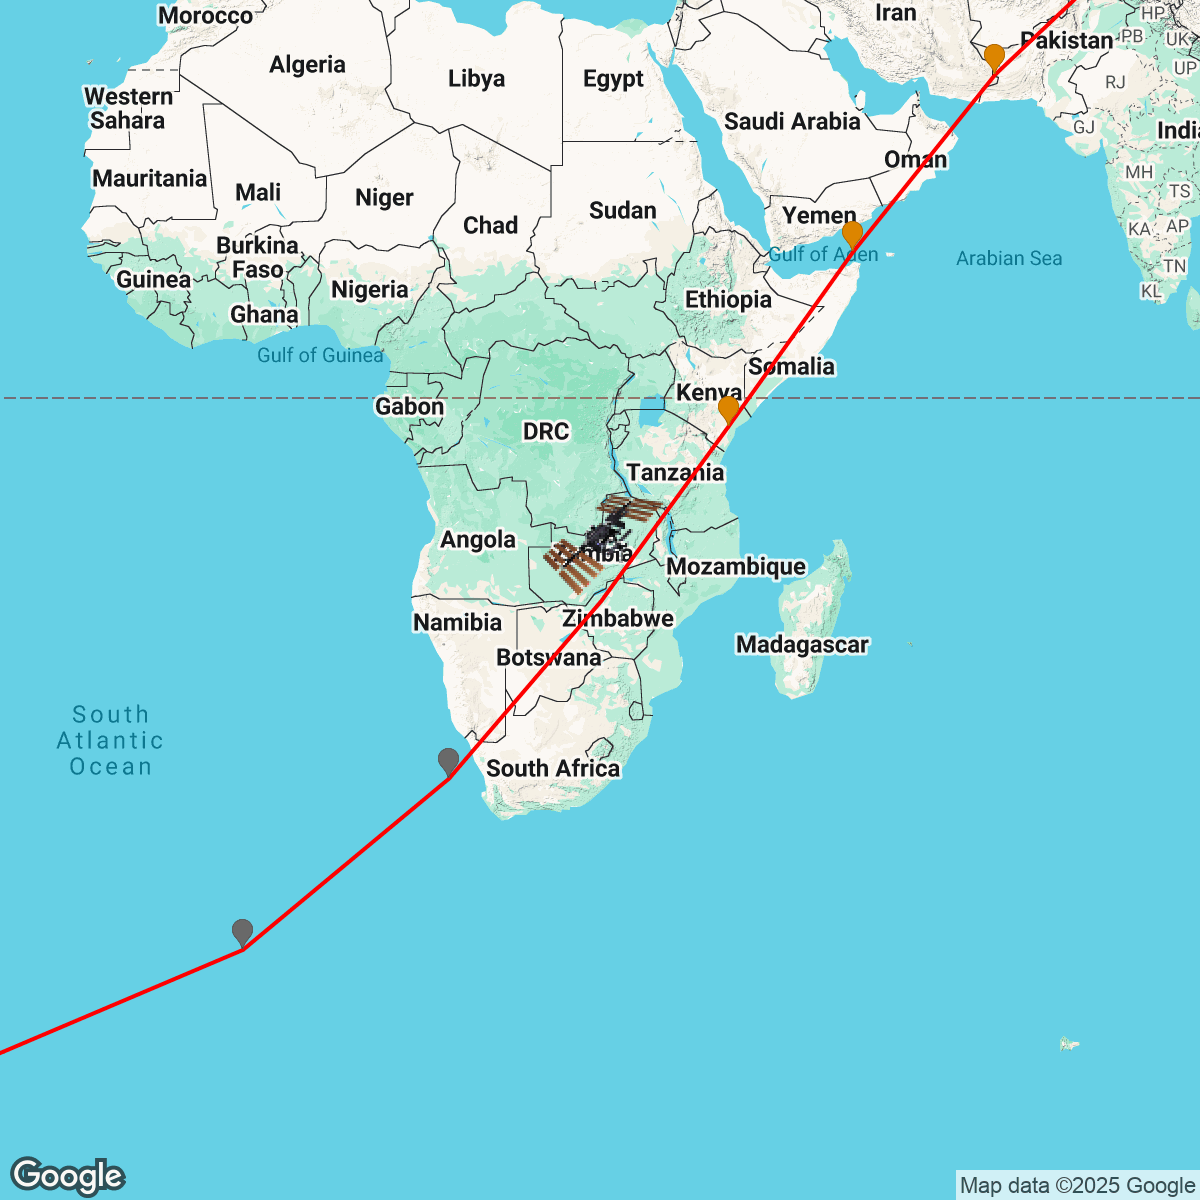 Morocco
Iran
HP
Pakistan
PB
UK
Algeria
Libya
Egypt
UP
RJ
Western
Sahara
Saudi Arabia
GJ
India
Oman
Mauritania
Mali
Niger
MH
TS
Sudan
Yemen
Chad
KA
AP
Burkina
Faso
Gulf of Aden
Arabian Sea
TN
Guinea
Nigeria
Ethiopia
KL
Ghana
Gulf of Guinea
Somalia
Kenya
Gabon
DRC
Tanzania
Angola
mbia
Mozambique
Namibia
Zimbabwe
Madagascar
Botswana
South
Atlantic
Ocean
South Africa
Google
Map data ©2025 Google